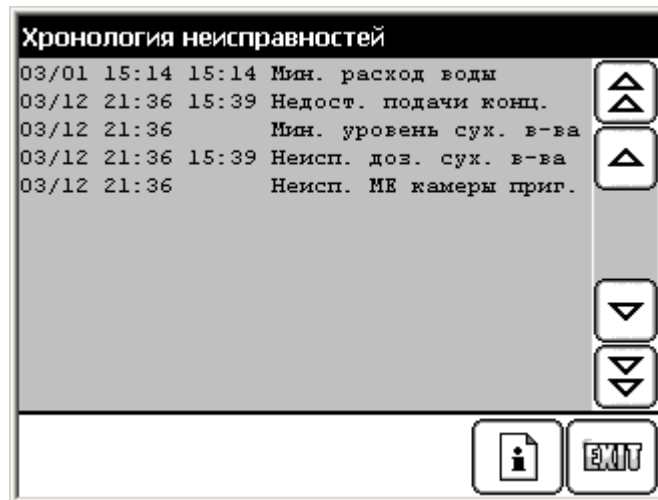 Хронология неисправностей
03/01 15:14 15:14 Мин. расход воды
03/12 21:36 15:39 Недост. подачи конц.
03/12 21:36 Мин. уровень сух. в-ва
03/12 21:36 15:39 Неисп. доз. сух. в-ва
03/12 21:36 Неисп. МЕ камеры приг.
i
EXIT